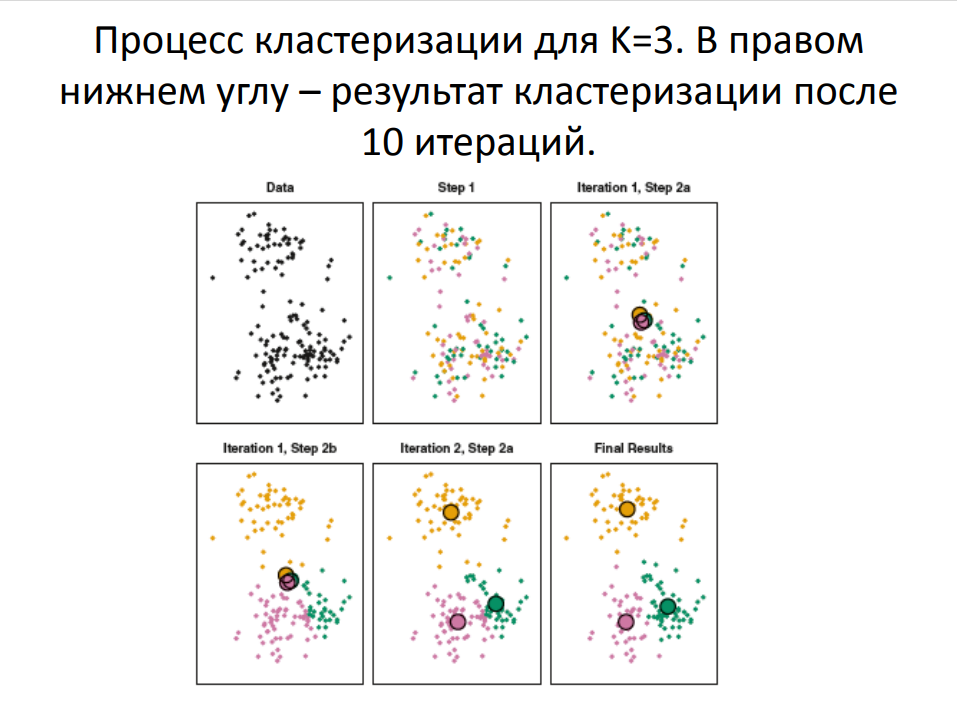 Процесс кластеризации для K=3. В правом
нижнем углу – результат кластеризации после
10 итераций.
Data
Step 1
Iteration 1, Step 2a
Iteration 1, Step 2b
Iteration 2, Step 2a
Final Results